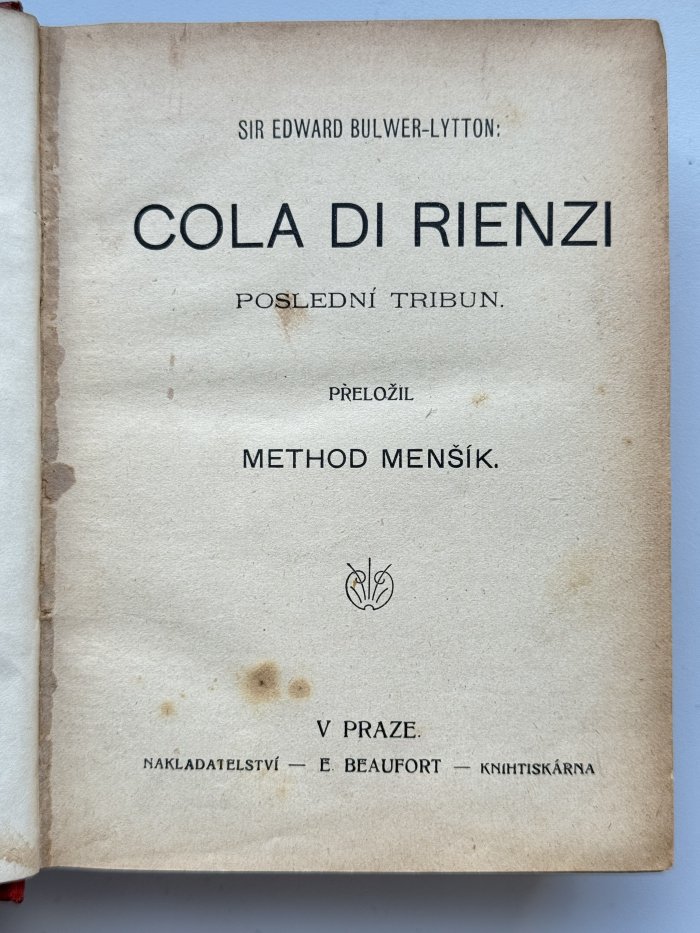 SIR EDWARD BULWER-LYTTON:
COLA DI RIENZI
POSLEDNÍ TRIBUN.
PŘELOŽIL
METHOD MENŠÍK.
V PRAZE.
NAKLADATELSTVÍ — E. BEAUFORT — KNIHTISKÁRNA